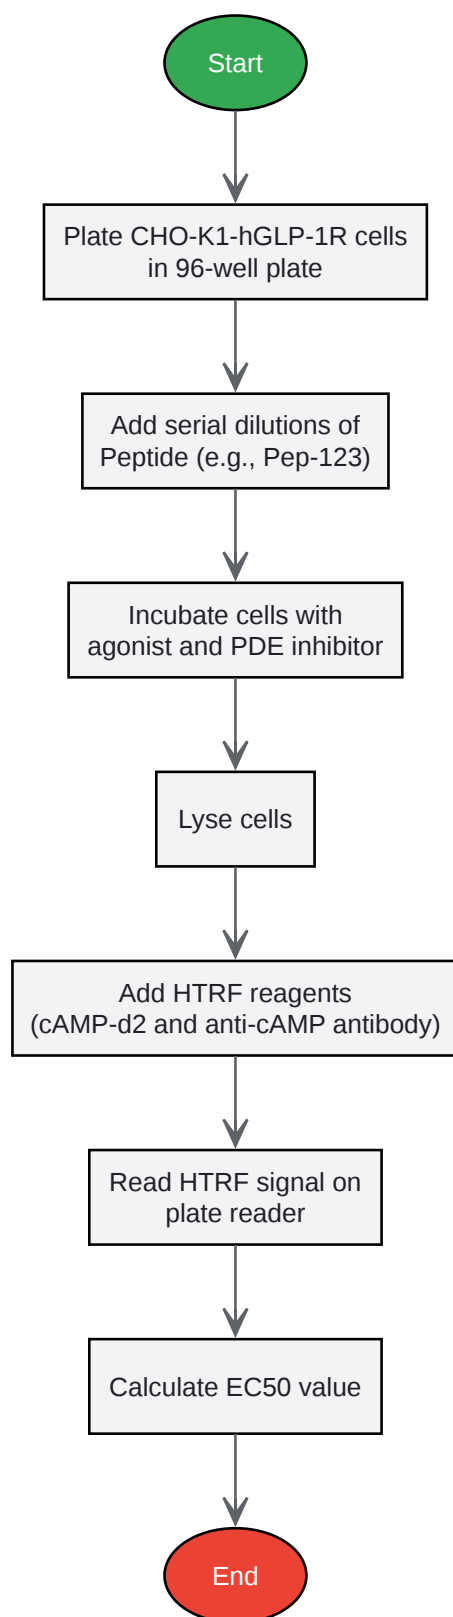 Start
Plate CHO-K1-hGLP-1R cells
in 96-well plate
Add serial dilutions of
Peptide (e.g., Pep-123)
Incubate cells with
agonist and PDE inhibitor
Lyse cells
Add HTRF reagents
(cAMP-d2 and anti-cAMP antibody)
Read HTRF signal on
plate reader
Calculate EC50 value
End